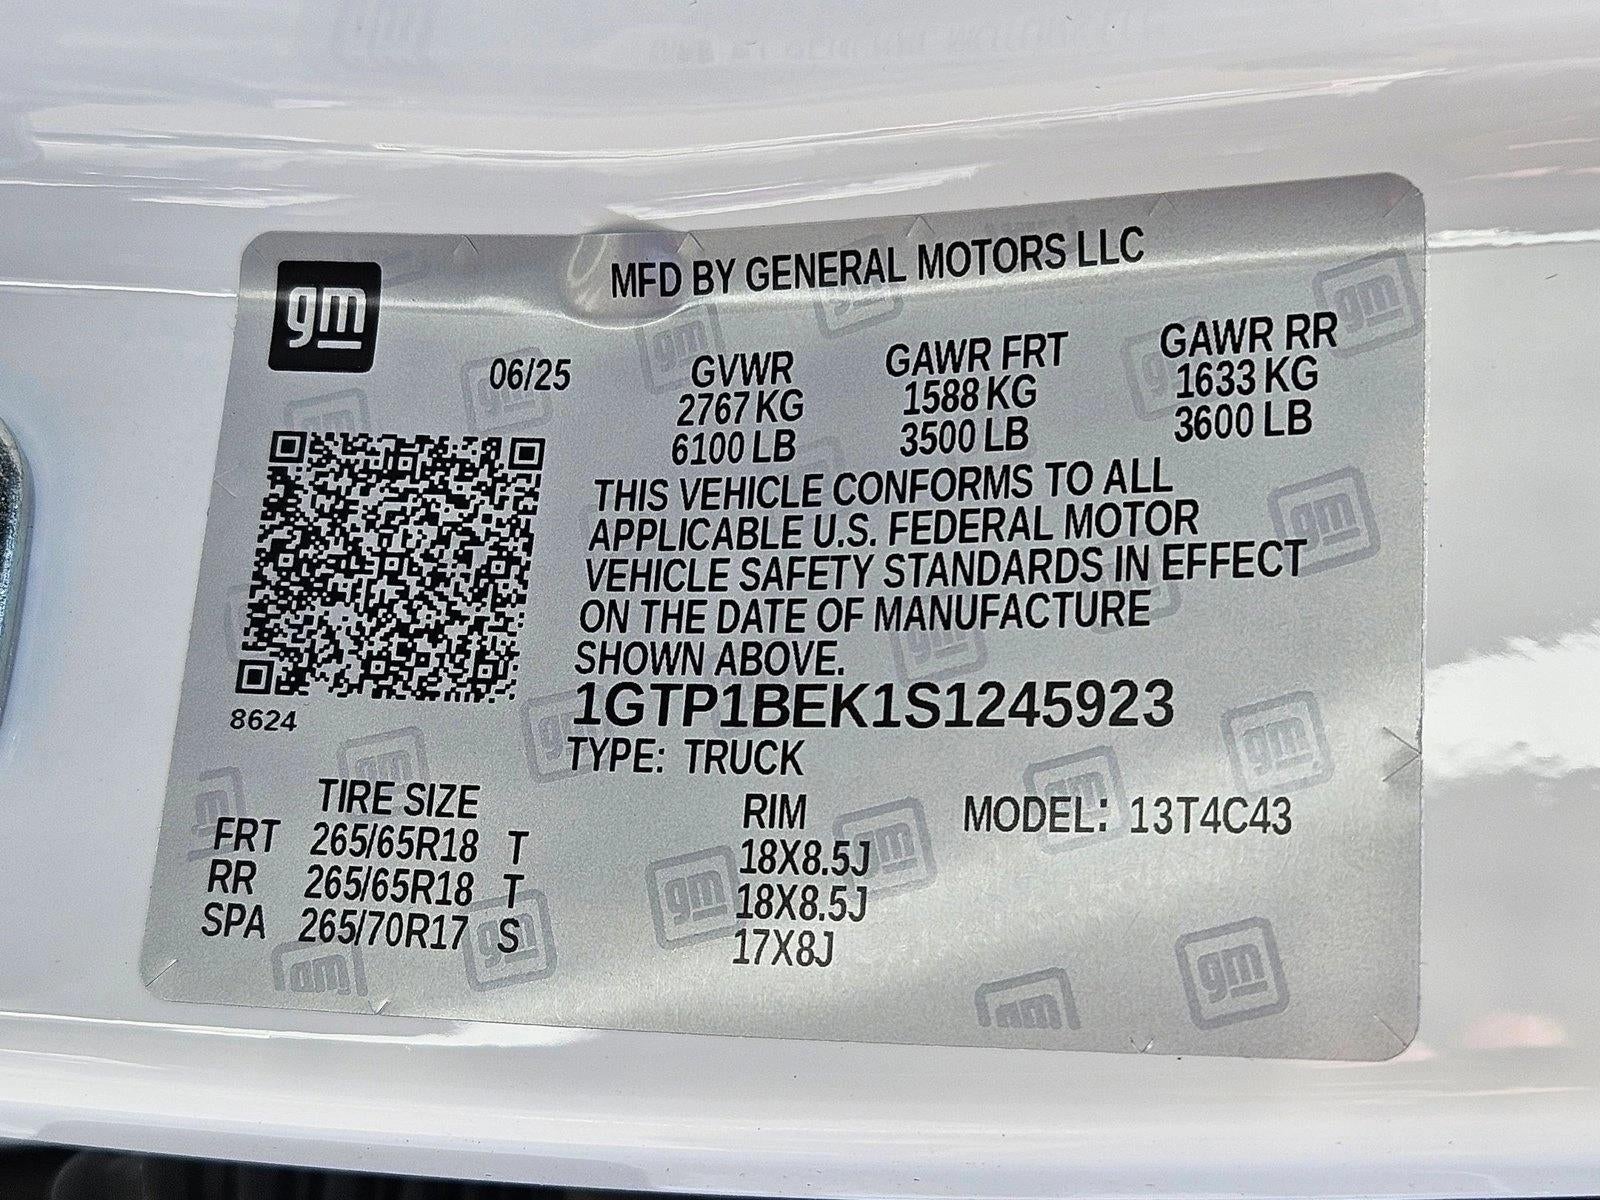 gm
MFD BY GENERAL MOTORS LLC
06/25 GVWR GAWR FRT GAWR RR
2767 KG 1588 KG 1633 KG
6100 LB 3500 LB 3600 LB
THIS VEHICLE CONFORMS TO ALL
APPLICABLE U.S. FEDERAL MOTOR
VEHICLE SAFETY STANDARDS IN EFFECT
ON THE DATE OF MANUFACTURE
SHOWN ABOVE.
8624
1GTP1BEK1S1245923
TYPE: TRUCK
TIRE SIZE RIM MODEL: 13T4C43
FRT 265/65R18 T 18X8.5J
RR 265/65R18 T 18X8.5J
SPA 265/70R17 S 17X8J